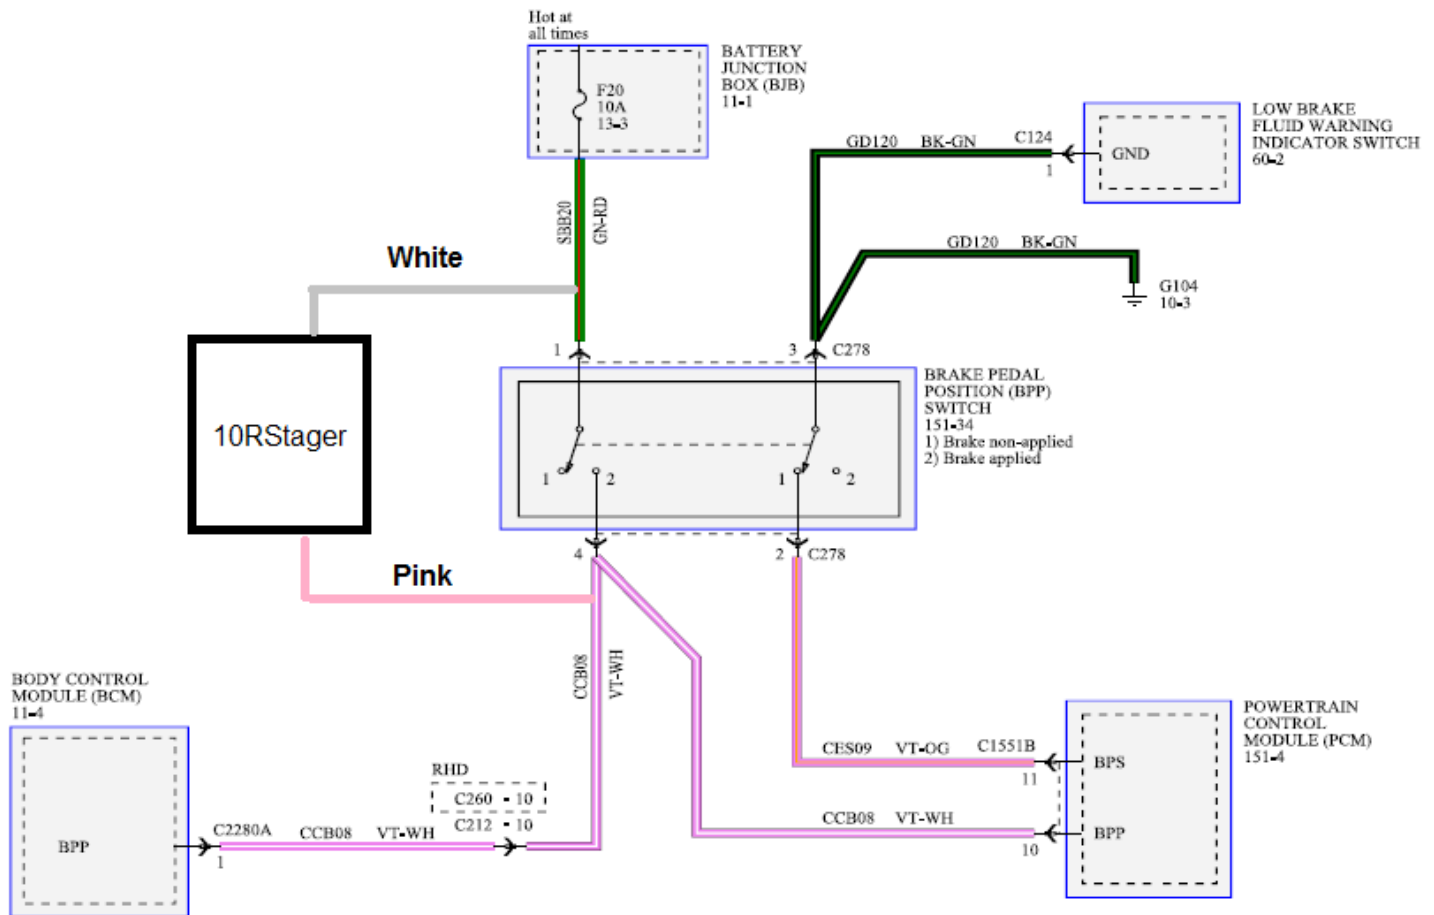 Hot at
all times
BATTERY
JUNCTION
BOX (BJB)
11-1
F20
10A
13-3
LOW BRAKE
FLUID WARNING
INDICATOR SWITCH
60-2
GD120 BK-GN C124
1
GND
SBB20 GN-RD
White
GD120 BK-GN
G104
10-3
1
3 C278
BRAKE PEDAL
POSITION (BPP)
SWITCH
151-34
1) Brake non-applied
2) Brake applied
10RStager
1 2
1 2
4
2 C278
Pink
CCB08 VT-WH
BODY CONTROL
MODULE (BCM)
11-4
POWERTRAIN
CONTROL
MODULE (PCM)
151-4
CES09 VT-OG C1551B
11
BPS
RHD
C260 - 10
C212 - 10
CCB08 VT-WH
10
BPP
BPP
C2280A
1
CCB08 VT-WH